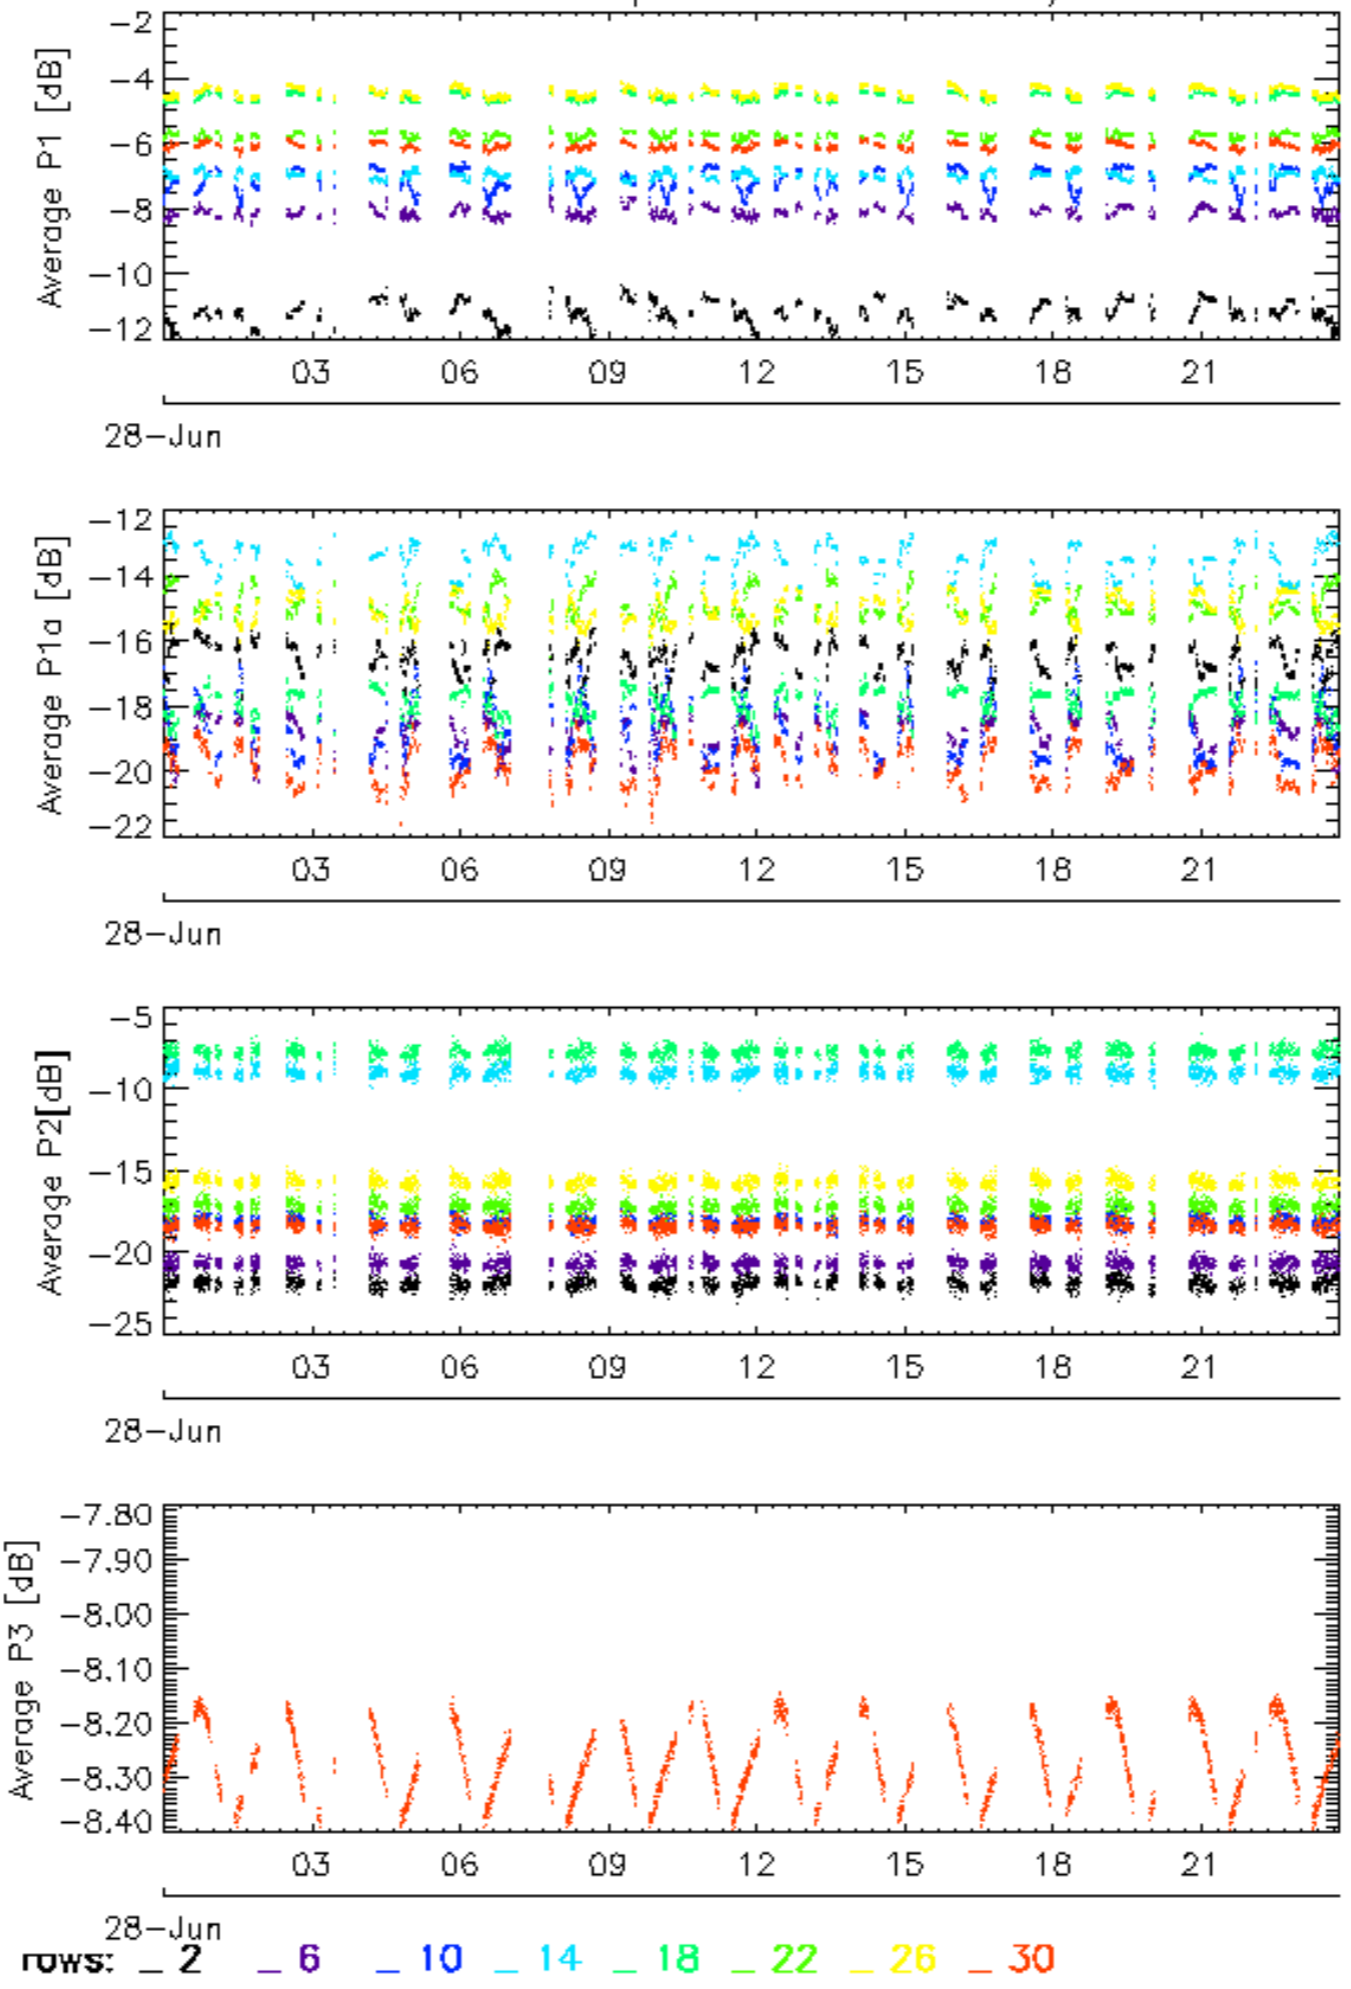 -2
-4
-6
-8
-10
-12
Average P1 [dB]
03 06 09 12 15 18 21
28-Jun
-12
-14
-16
-18
-20
-22
Average P1a [dB]
03 06 09 12 15 18 21
28-Jun
-5
-10
-15
-20
-25
Average P2[dB]
03 06 09 12 15 18 21
28-Jun
-7.80
-7.90
-8.00
-8.10
-8.20
-8.30
-8.40
Average P3 [dB]
03 06 09 12 15 18 21
28-Jun
rows: _ 2 _ 6 _ 10 _ 14 _ 18 _ 22 _ 26 _ 30